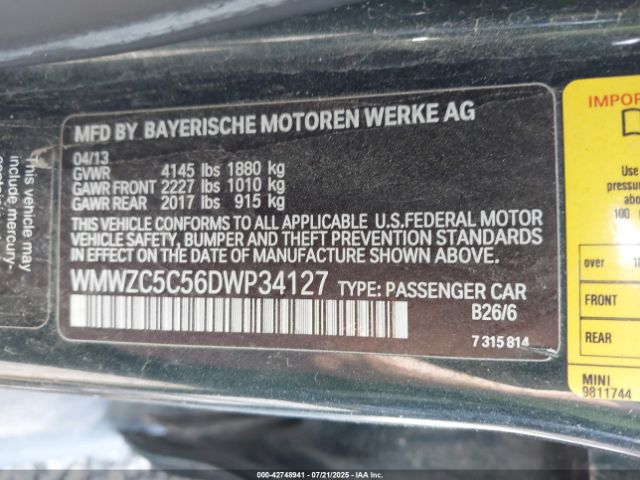 MFD BY BAYERISCHE MOTOREN WERKE AG
04/13
GVWR 4145 lbs 1880 kg
GAWR FRONT 2227 lbs 1010 kg
GAWR REAR 2017 lbs 915 kg
THIS VEHICLE CONFORMS TO ALL APPLICABLE U.S.FEDERAL MOTOR
VEHICLE SAFETY, BUMPER AND THEFT PREVENTION STANDARDS
IN EFFECT ON THE DATE OF MANUFACTURE SHOWN ABOVE.
WMWZC5C56DWP34127 TYPE: PASSENGER CAR
B26/6
7 315 814
This vehicle may
include mercury-
IMPOR
Use
pressure
abov
100
over
FRONT
REAR
MINI
9811744
000-42748941 - 07/21/2025 - IAA Inc.